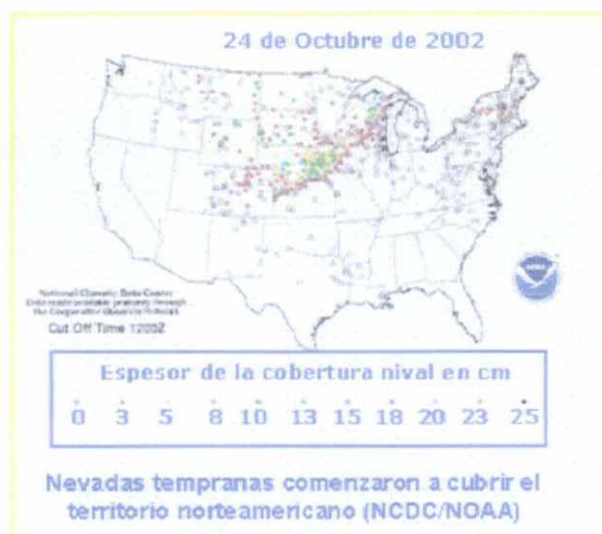 24 de Octubre de 2002
National Climatic Data Center
Cut Off Time 1200Z
Espesor de la cobertura nival en cm
0 3 5 8 10 13 15 18 20 23 25
Nevadas tempranas comenzaron a cubrir el
territorio norteamericano (NCDC/NOAA)